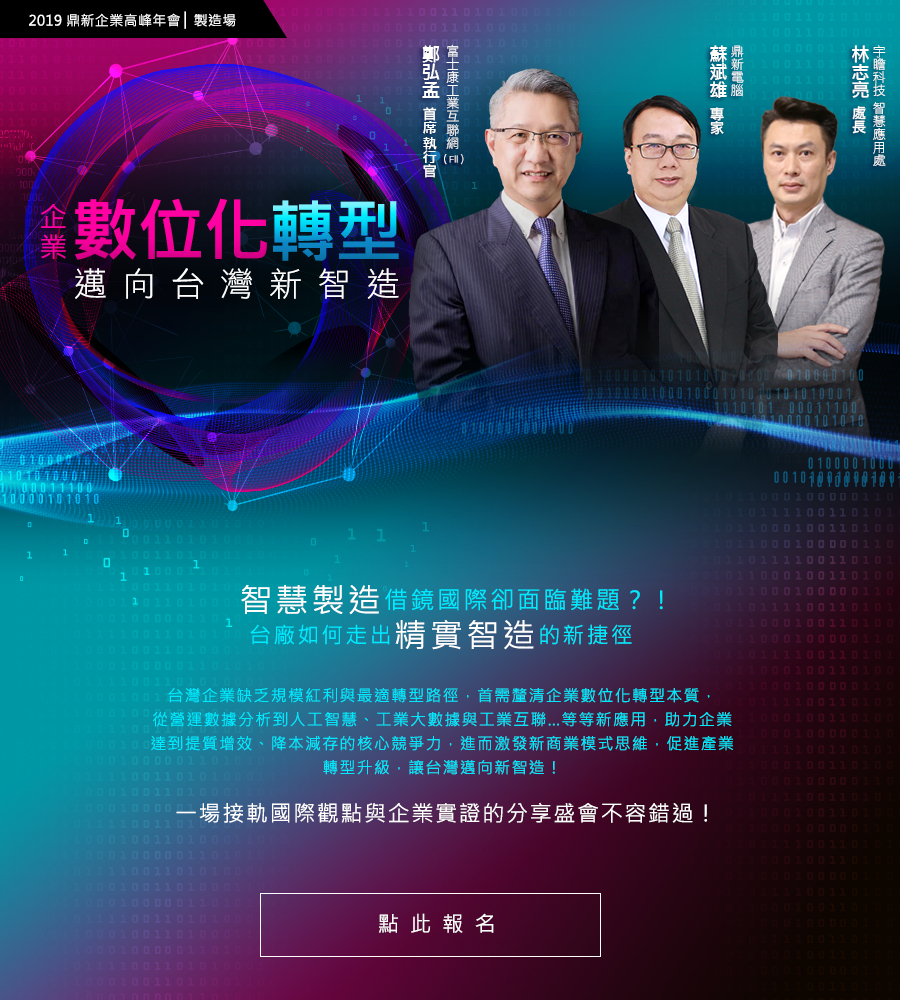 2019 鼎新企業高峰年會│製造場
富士康工業互聯網(FII)
鄭弘孟 首席執行官
鼎新電腦
蘇斌雄 專家
宇瞻科技 智慧應用處
林志亮 處長
企業
數位化轉型
邁向台灣新智造
智慧製造借鏡國際卻面臨難題？！
台廠如何走出精實智造的新捷徑
台灣企業缺乏規模紅利與最適轉型路徑，首需釐清企業數位化轉型本質，
從營運數據分析到人工智慧、工業大數據與工業互聯...等等新應用，助力企業
達到提質增效、降本減存的核心競爭力，進而激發新商業模式思維，促進產業
轉型升級，讓台灣邁向新智造！
一場接軌國際觀點與企業實證的分享盛會不容錯過！
點此報名